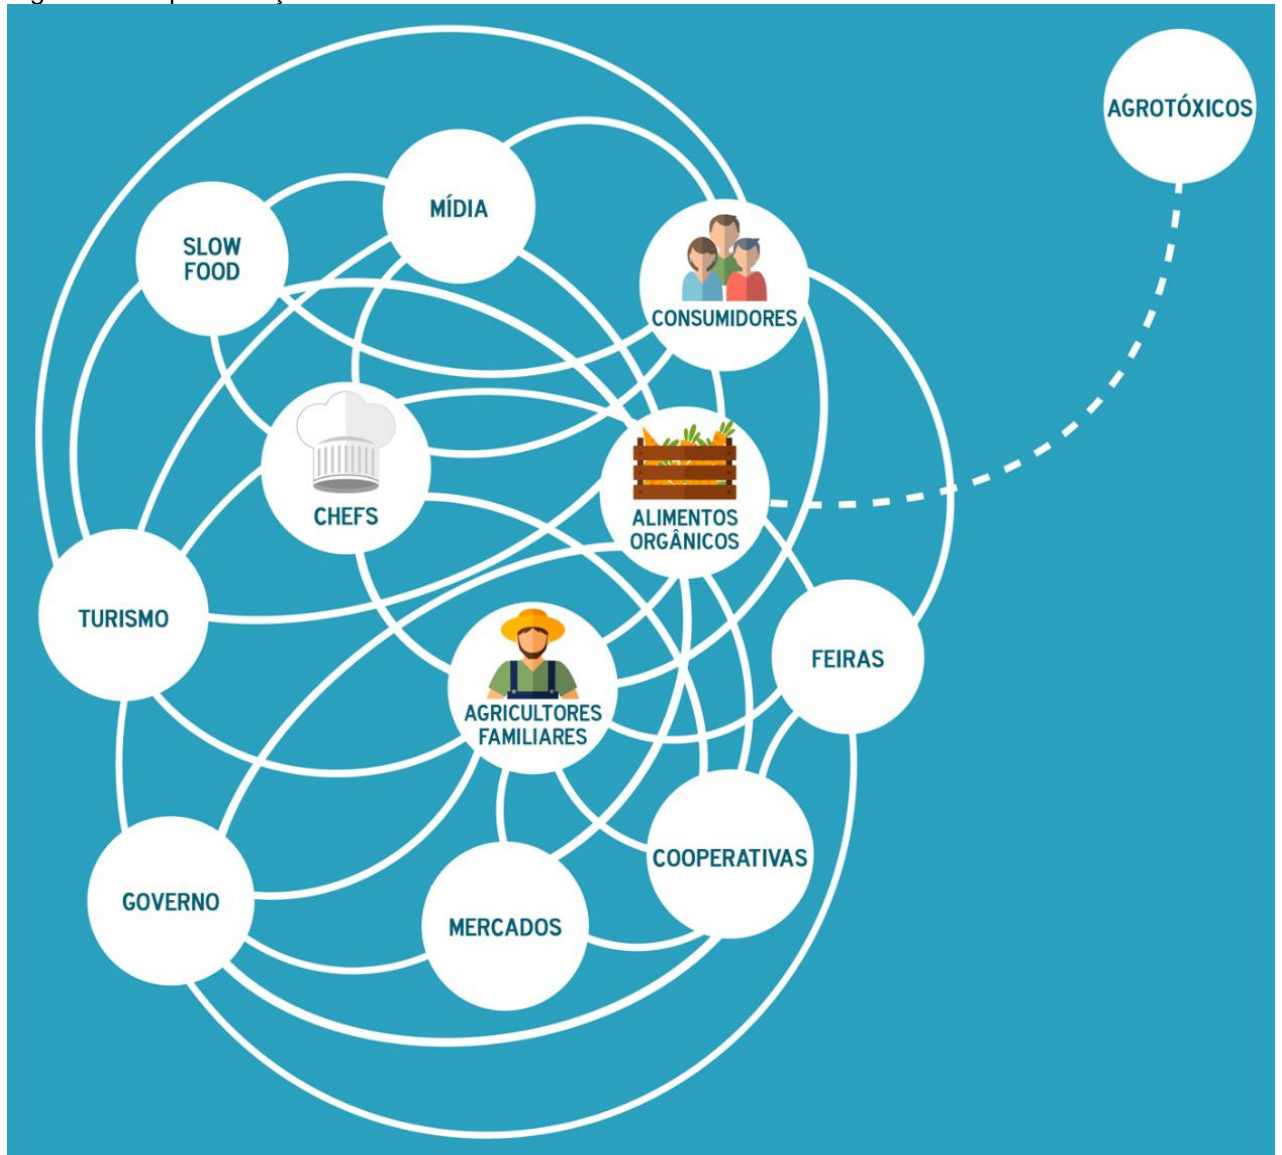 AGROTÓXICOS
MÍDIA
SLOW
FOOD
CONSUMIDORES
CHEFS
ALIMENTOS
ORGÂNICOS
TURISMO
FEIRAS
AGRICULTORES
FAMILIARES
COOPERATIVAS
GOVERNO
MERCADOS